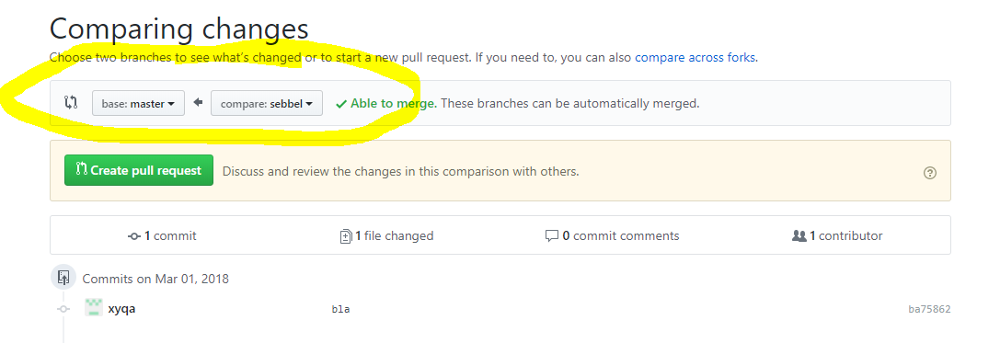 Comparing changes
Choose two branches to see what's changed or to start a new pull request. If you need to, you can also compare across forks.
base: master compare: sebbel Able to merge. These branches can be automatically merged.
Create pull request Discuss and review the changes in this comparison with others.
1 commit 1 file changed 0 commit comments 1 contributor
Commits on Mar 01, 2018
xyqa bla ba75862